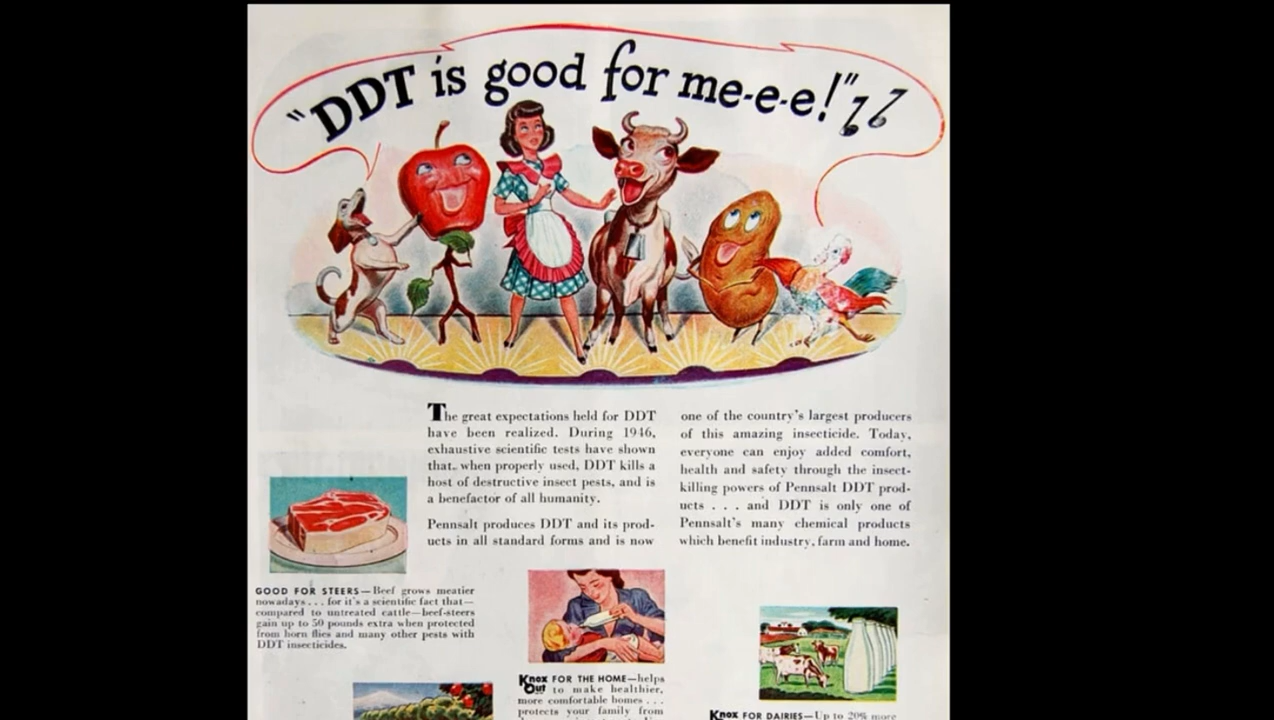 "DDT is good for me-e-e!"
The great expectations held for DDT
have been realized. During 1946,
exhaustive scientific tests have shown
that, when properly used, DDT kills a
host of destructive insect pests, and is
a benefactor of all humanity.
Pennsalt produces DDT and its prod-
ucts in all standard forms and is now
one of the country's largest producers
of this amazing insecticide. Today,
everyone can enjoy added comfort,
health and safety through the insect-
killing powers of Pennsalt DDT prod-
ucts . . . and DDT is only one of
Pennsalt's many chemical products
which benefit industry, farm and home.
GOOD FOR STEERS—Beef grows meatier
nowadays . . . for it's a scientific fact that—
compared to untreated cattle—beef-steers
gain up to 50 pounds extra when protected
from horn flies and many other pests with
DDT insecticides.
Knox Out FOR THE HOME—helps
to make healthier,
more comfortable homes . . .
protects your family from
Knox FOR DAIRIES—Up to 20% more